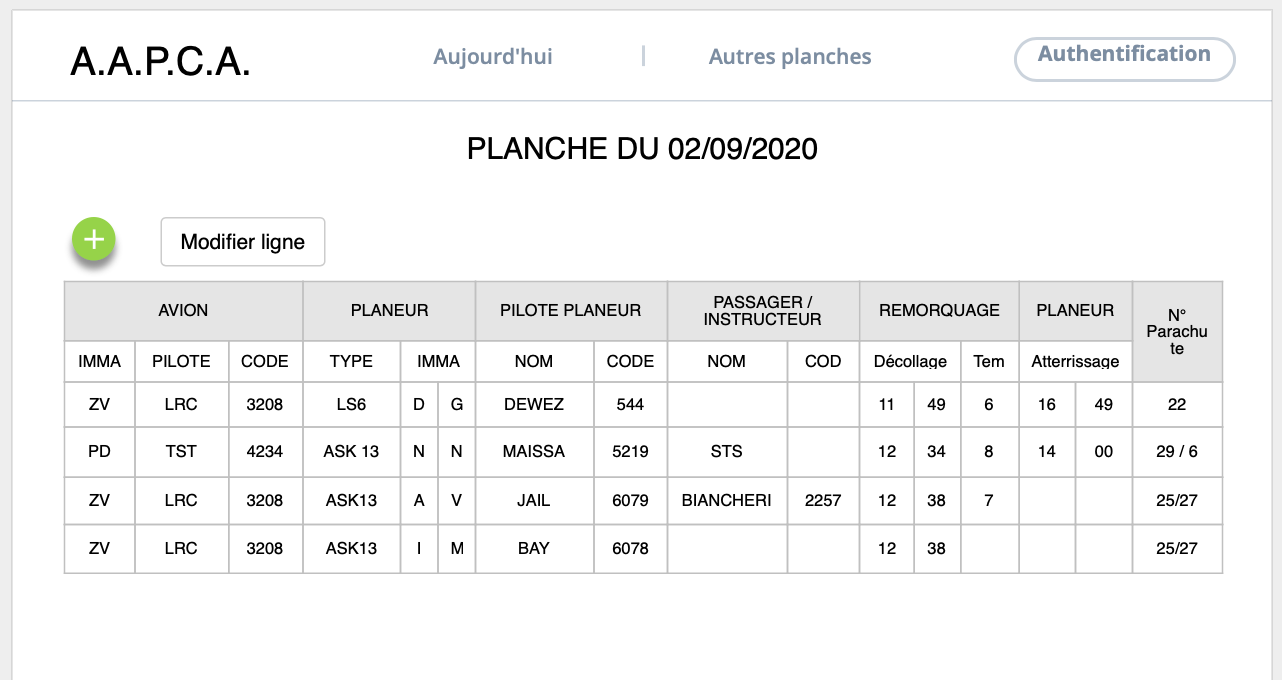 A.A.P.C.A. Aujourd'hui | Autres planches Authentification
PLANCHE DU 02/09/2020
+ Modifier ligne
AVION PLANEUR PILOTE PLANEUR PASSAGER / INSTRUCTEUR REMORQUAGE PLANEUR N° Parachu te
IMMA PILOTE CODE TYPE IMMA NOM CODE NOM COD Décollage Tem Atterrissage
ZV LRC 3208 LS6 D G DEWEZ 544 11 49 6 16 49 22
PD TST 4234 ASK 13 N N MAISSA 5219 STS 12 34 8 14 00 29 / 6
ZV LRC 3208 ASK13 A V JAIL 6079 BIANCHERI 2257 12 38 7 25/27
ZV LRC 3208 ASK13 I M BAY 6078 12 38 25/27